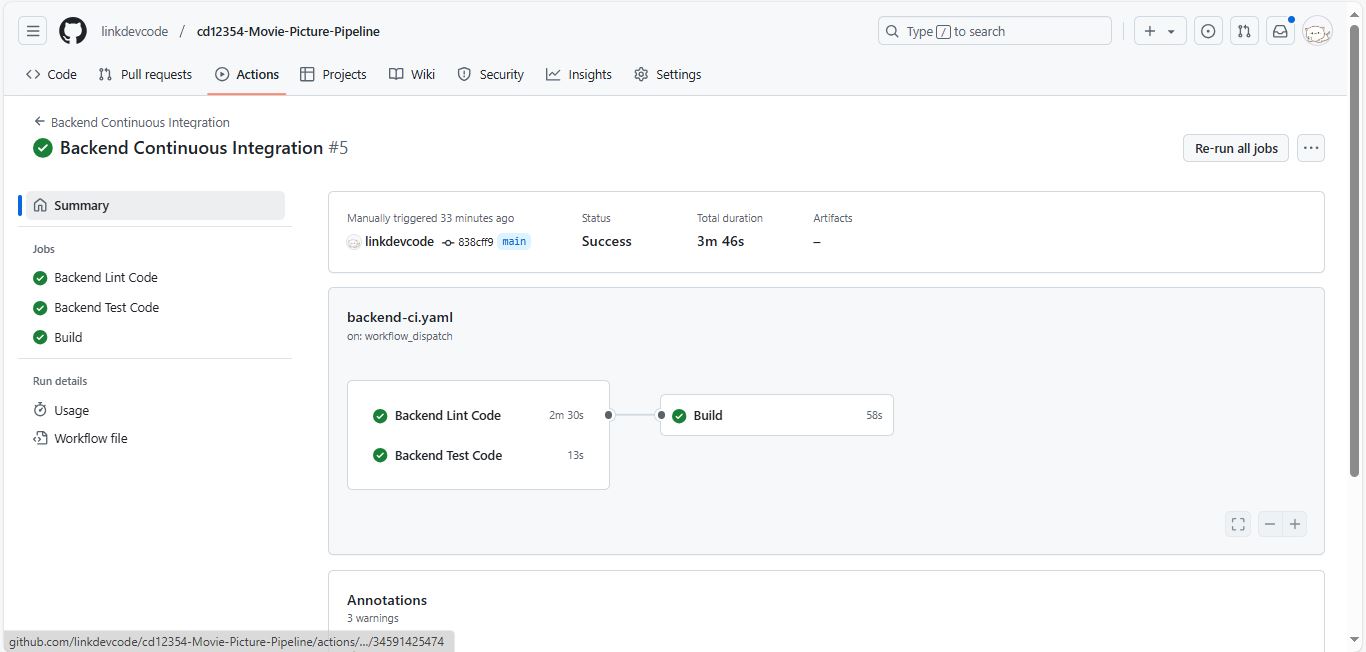 linkdevcode / cd12354-Movie-Picture-Pipeline
Type / to search
Code Pull requests Actions Projects Wiki Security Insights Settings
Backend Continuous Integration
Backend Continuous Integration #5
Re-run all jobs
Summary
Jobs
Backend Lint Code
Backend Test Code
Build
Run details
Usage
Workflow file
Manually triggered 33 minutes ago
linkdevcode 838cff9 main
Status
Success
Total duration
3m 46s
Artifacts
–
backend-ci.yaml
on: workflow_dispatch
Backend Lint Code 2m 30s
Backend Test Code 13s
Build 58s
Annotations
3 warnings
github.com/linkdevcode/cd12354-Movie-Picture-Pipeline/actions/.../34591425474